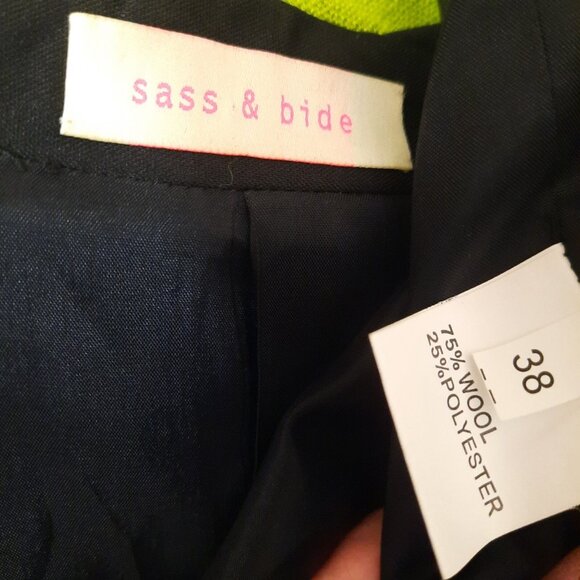 sass & bide
38
75% WOOL
25%POLYESTER